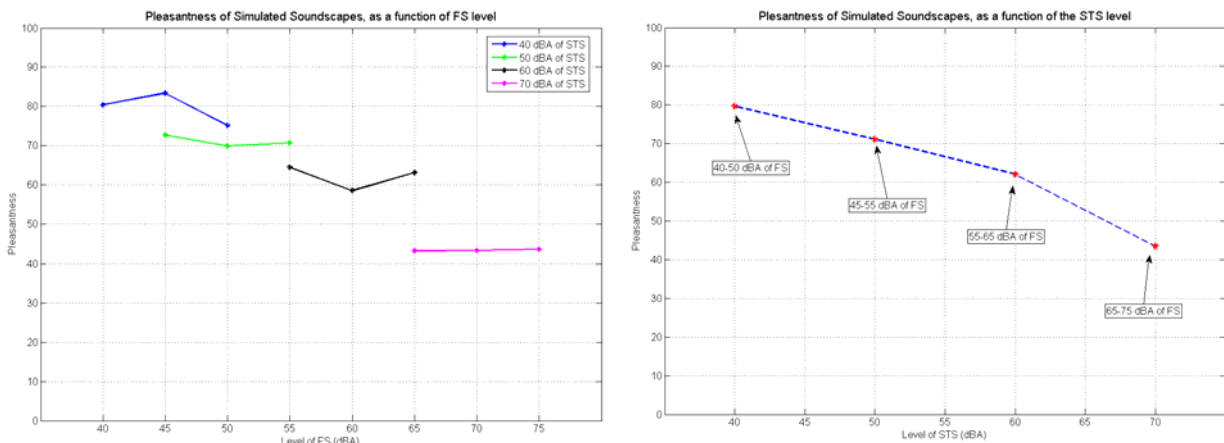 Pleasantness of Simulated Soundscapes, as a function of FS level
100
90
80
70
60
50
40
30
20
10
0
Pleasantness
40 dBA of STS
50 dBA of STS
60 dBA of STS
70 dBA of STS
40 45 50 55 60 65 70 75
Level of FS (dBA)
Plesantness of Simulated Soundscapes, as a function of the STS level
100
90
80
70
60
50
40
30
20
10
0
Pleasantness
40-50 dBA of FS
45-55 dBA of FS
55-65 dBA of FS
65-75 dBA of FS
40 50 60 70
Level of STS (dBA)